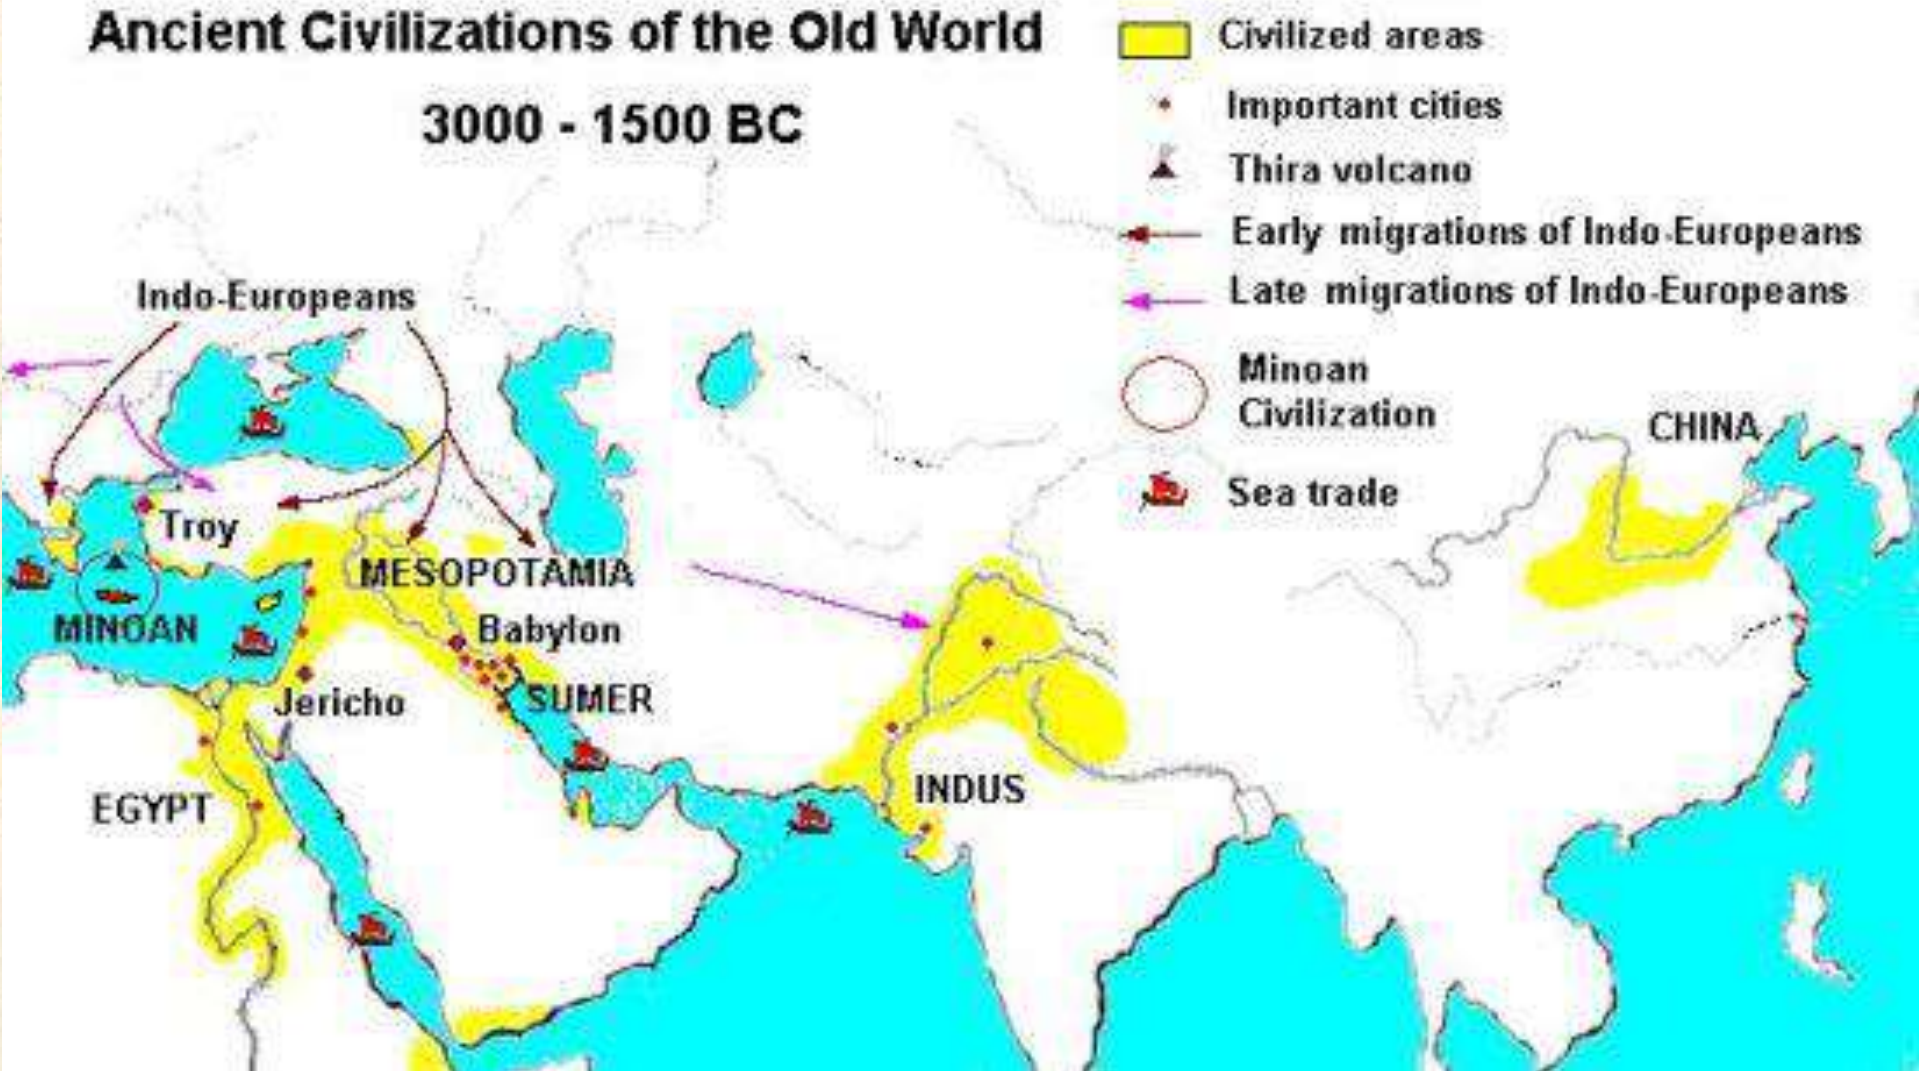 Ancient Civilizations of the Old World
3000 - 1500 BC
Civilized areas
Important cities
Thira volcano
Early migrations of Indo-Europeans
Late migrations of Indo-Europeans
Minoan
Civilization
Sea trade
Indo-Europeans
CHINA
Troy
MESOPOTAMIA
MINOAN
Babylon
Jericho
SUMER
EGYPT
INDUS